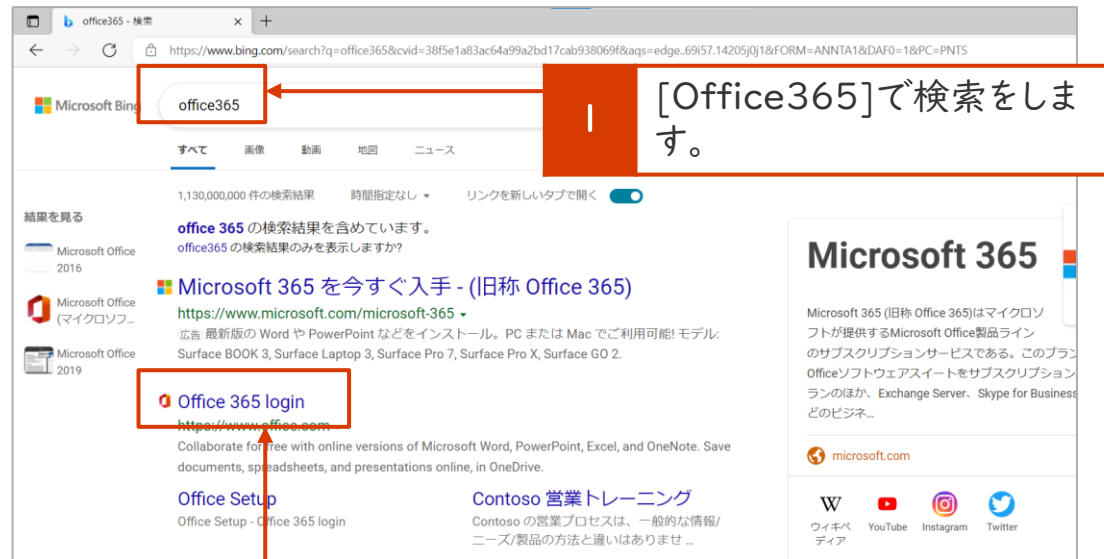 office365 - 検索
https://www.bing.com/search?q=office365&cvid=38f5e1a83ac64a99a2bd17cab938069f&aqs=edge..69i57.14205j0j1&FORM=ANNTA1&DAF0=1&PC=PNTS
Microsoft Bing
office365
1
[Office365]で検索をしま
す。
すべて 画像 動画 地図 ニュース
1,130,000,000 件の検索結果 時間指定なし リンクを新しいタブで開く
結果を見る
Microsoft Office
2016
Microsoft Office
(マイクロソフ...
Microsoft Office
2019
office 365 の検索結果を含めています。
office365 の検索結果のみを表示しますか?
Microsoft 365 を今すぐ入手 - (旧称 Office 365)
https://www.microsoft.com/microsoft-365
広告 最新版の Word や PowerPoint などをインストール。PC または Mac でご利用可能! モデル:
Surface BOOK 3, Surface Laptop 3, Surface Pro 7, Surface Pro X, Surface GO 2.
Office 365 login
https://www.office.com
Collaborate for free with online versions of Microsoft Word, PowerPoint, Excel, and OneNote. Save
documents, spreadsheets, and presentations online, in OneDrive.
Office Setup
Office Setup - Office 365 login
Contoso 営業トレーニング
Contoso の営業プロセスは、一般的な情報/
ニーズ/製品の方法と違いはありませ ...
Microsoft 365
Microsoft 365 (旧称 Office 365)はマイクロソ
フトが提供するMicrosoft Office製品ライン
のサブスクリプションサービスである。このブラン
Officeソフトウェアスイートをサブスクリプション
ランのほか、Exchange Server、Skype for Business
どのビジネ...
microsoft.com
W
ウィキペ
ディア
YouTube
Instagram
Twitter